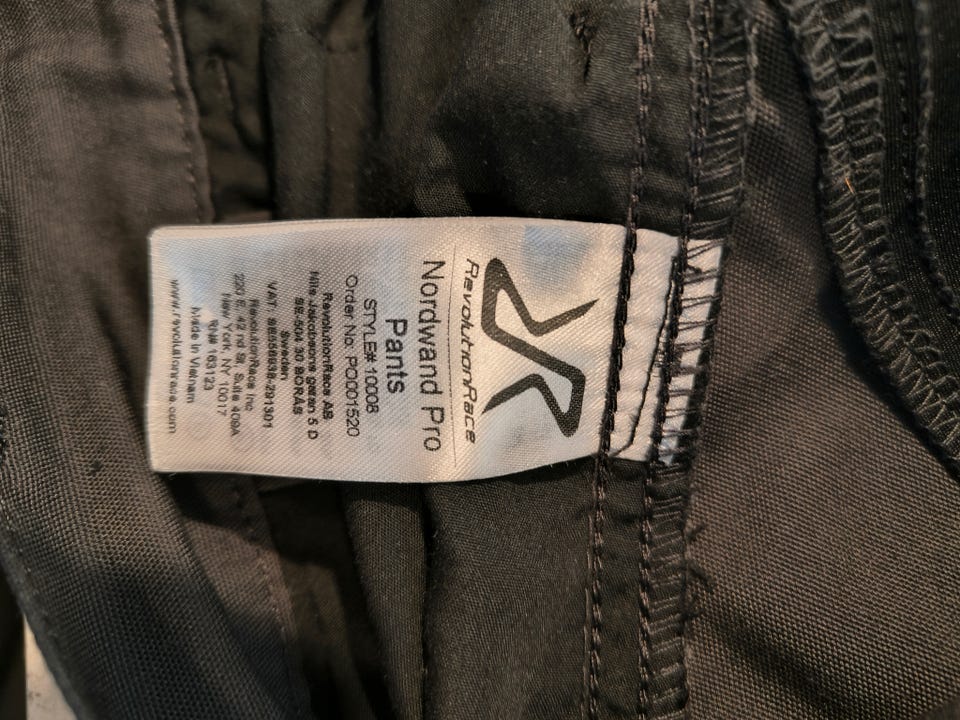 RevolutionRace
Nordwand Pro
Pants
STYLE# 10008
Order No. PO001520
RevolutionRace AB
Nils Jakobsons gatan 5 D
SE-504 30 BORÅS
Sweden
VAT: SE556938-291301
RevolutionRace Inc
220 E. 42 nd St, Suite 409A
New York. NY 10017
RN# 163123
Made in Vietnam
www.revolutionrace.com